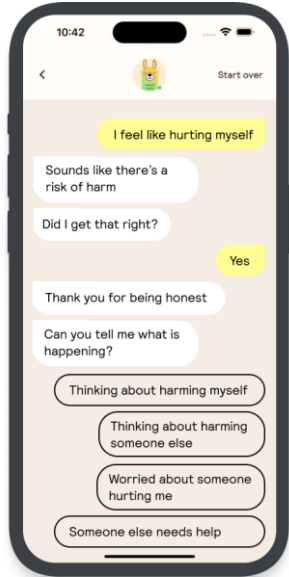 10:42
Start over
I feel like hurting myself
Sounds like there's a
risk of harm
Did I get that right?
Yes
Thank you for being honest
Can you tell me what is
happening?
Thinking about harming myself
Thinking about harming
someone else
Worried about someone
hurting me
Someone else needs help